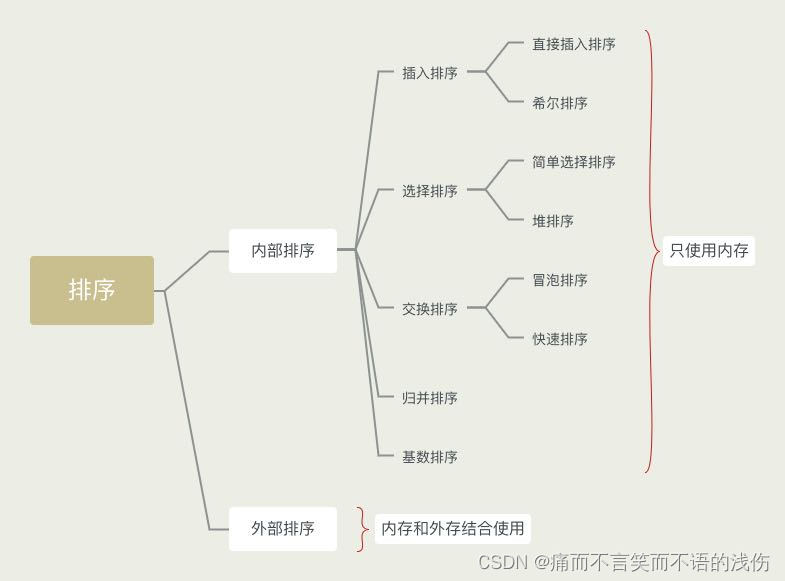 排序
内部排序
插入排序
直接插入排序
希尔排序
选择排序
简单选择排序
堆排序
交换排序
冒泡排序
快速排序
归并排序
基数排序
只使用内存
外部排序
内存和外存结合使用
CSDN @痛而不言笑而不语的浅伤